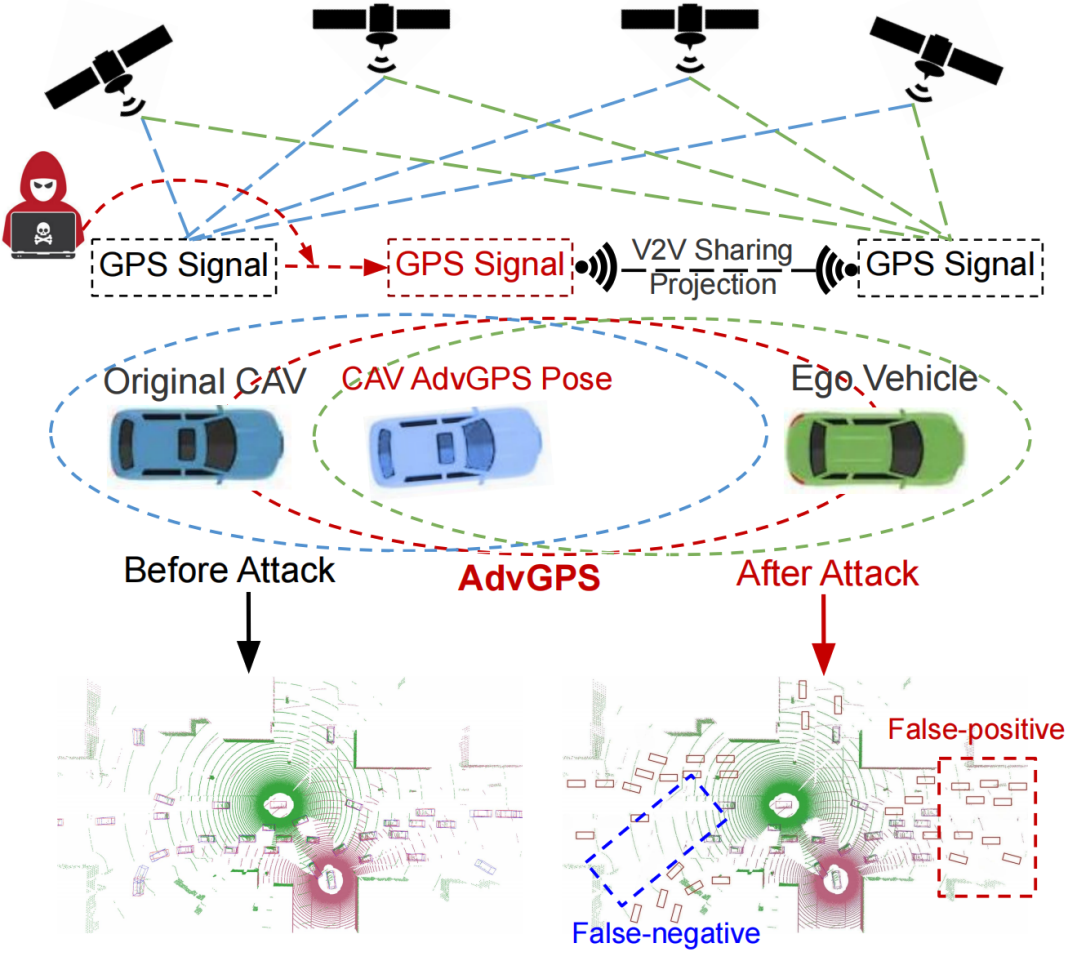 GPS Signal
GPS Signal
V2V Sharing
Projection
GPS Signal
Original CAV
CAV AdvGPS Pose
Ego Vehicle
Before Attack
AdvGPS
After Attack
False-positive
False-negative